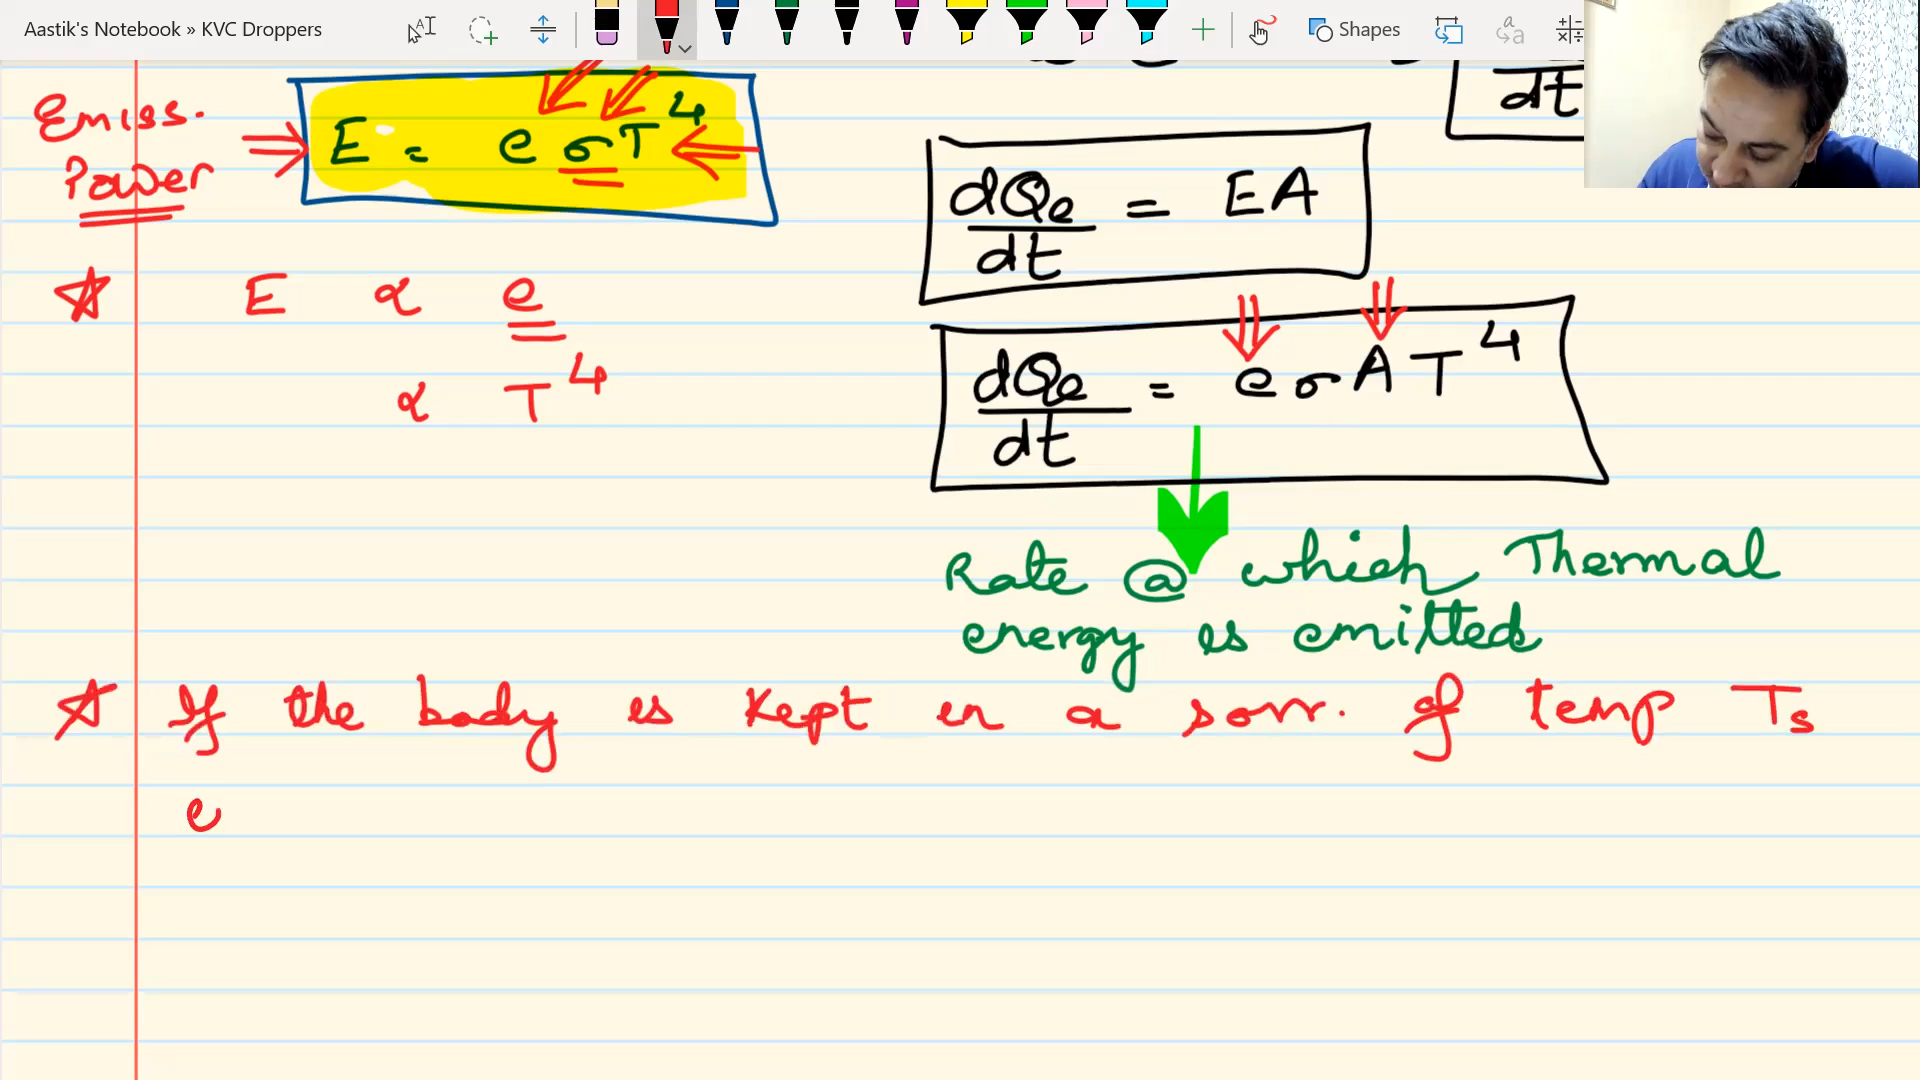 Aastik's Notebook » KVC Droppers
Shapes
Emiss.
Power
E = eσT⁴
dt
dQe/dt = EA
E ∝ e
∝ T⁴
dQe/dt = eσAT⁴
Rate @ which Thermal
energy is emitted
If the body is kept in a sorr. of temp Ts
e